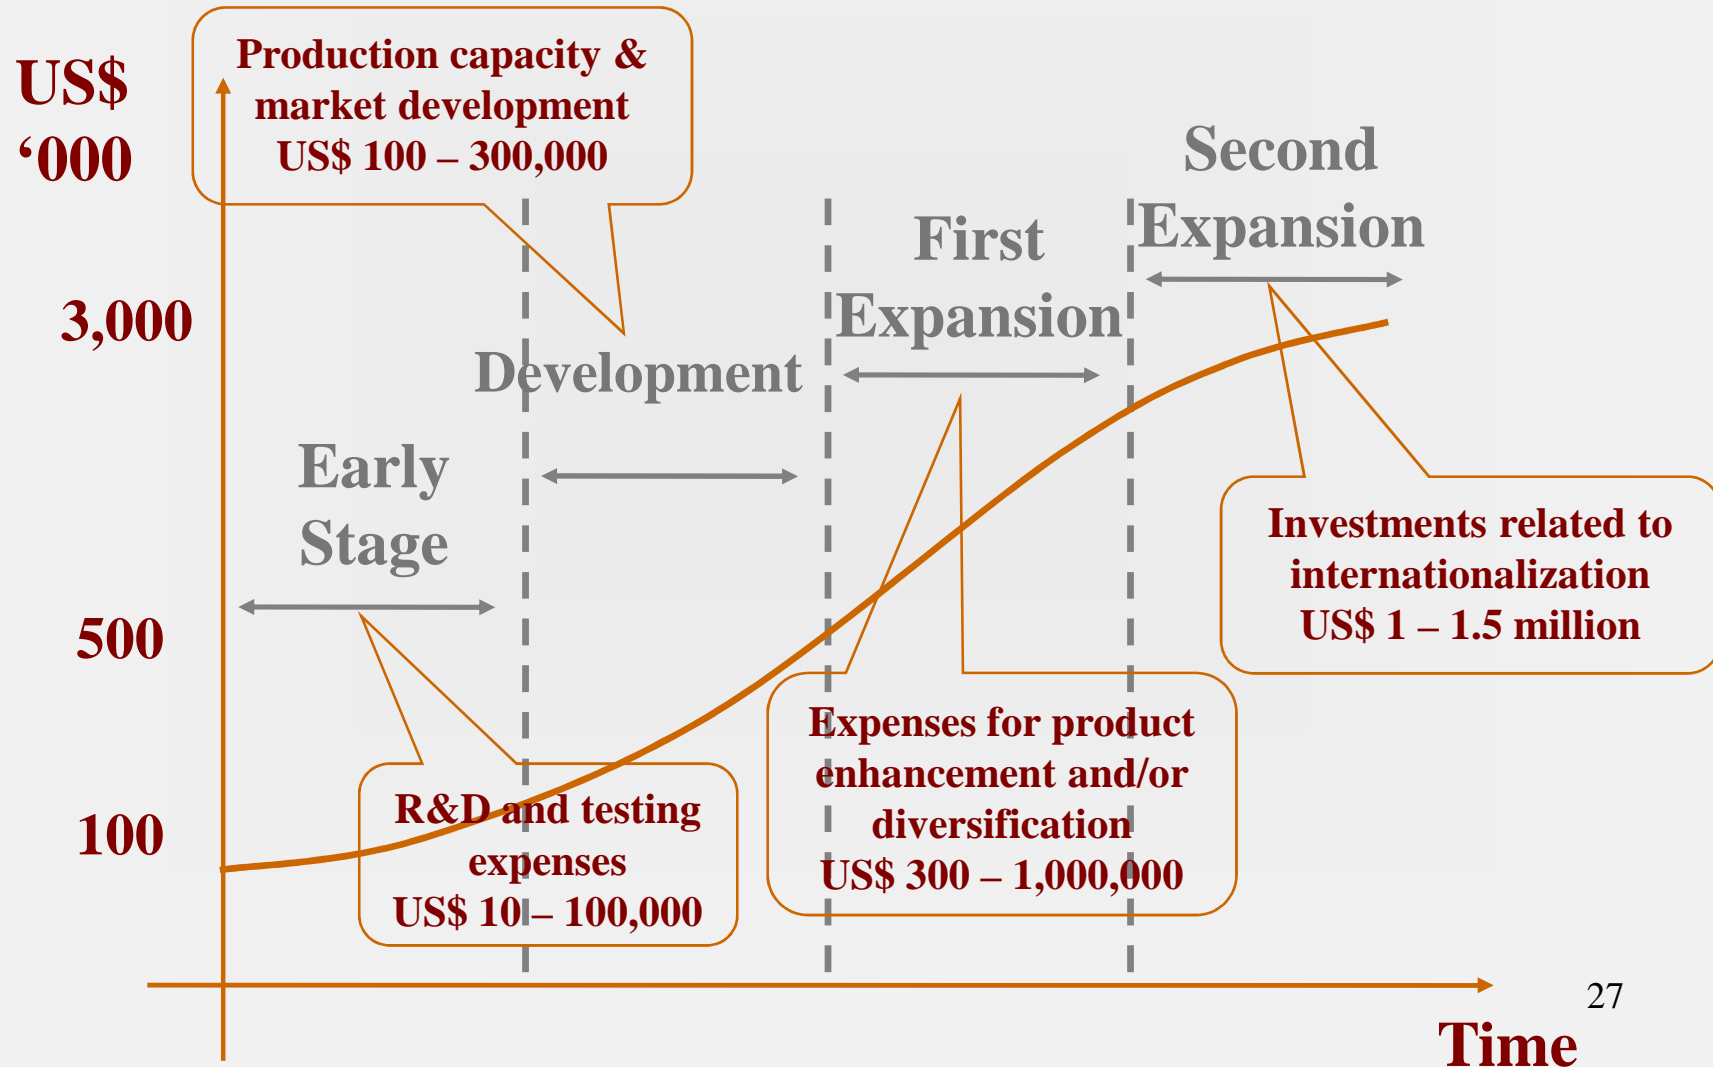 US$
‘000
Production capacity &
market development
US$ 100 – 300,000
Second
Expansion
First
Expansion
3,000
Development
Early
Stage
Investments related to
internationalization
US$ 1 – 1.5 million
500
Expenses for product
enhancement and/or
diversification
US$ 300 – 1,000,000
R&D and testing
expenses
US$ 10 – 100,000
100
27
Time